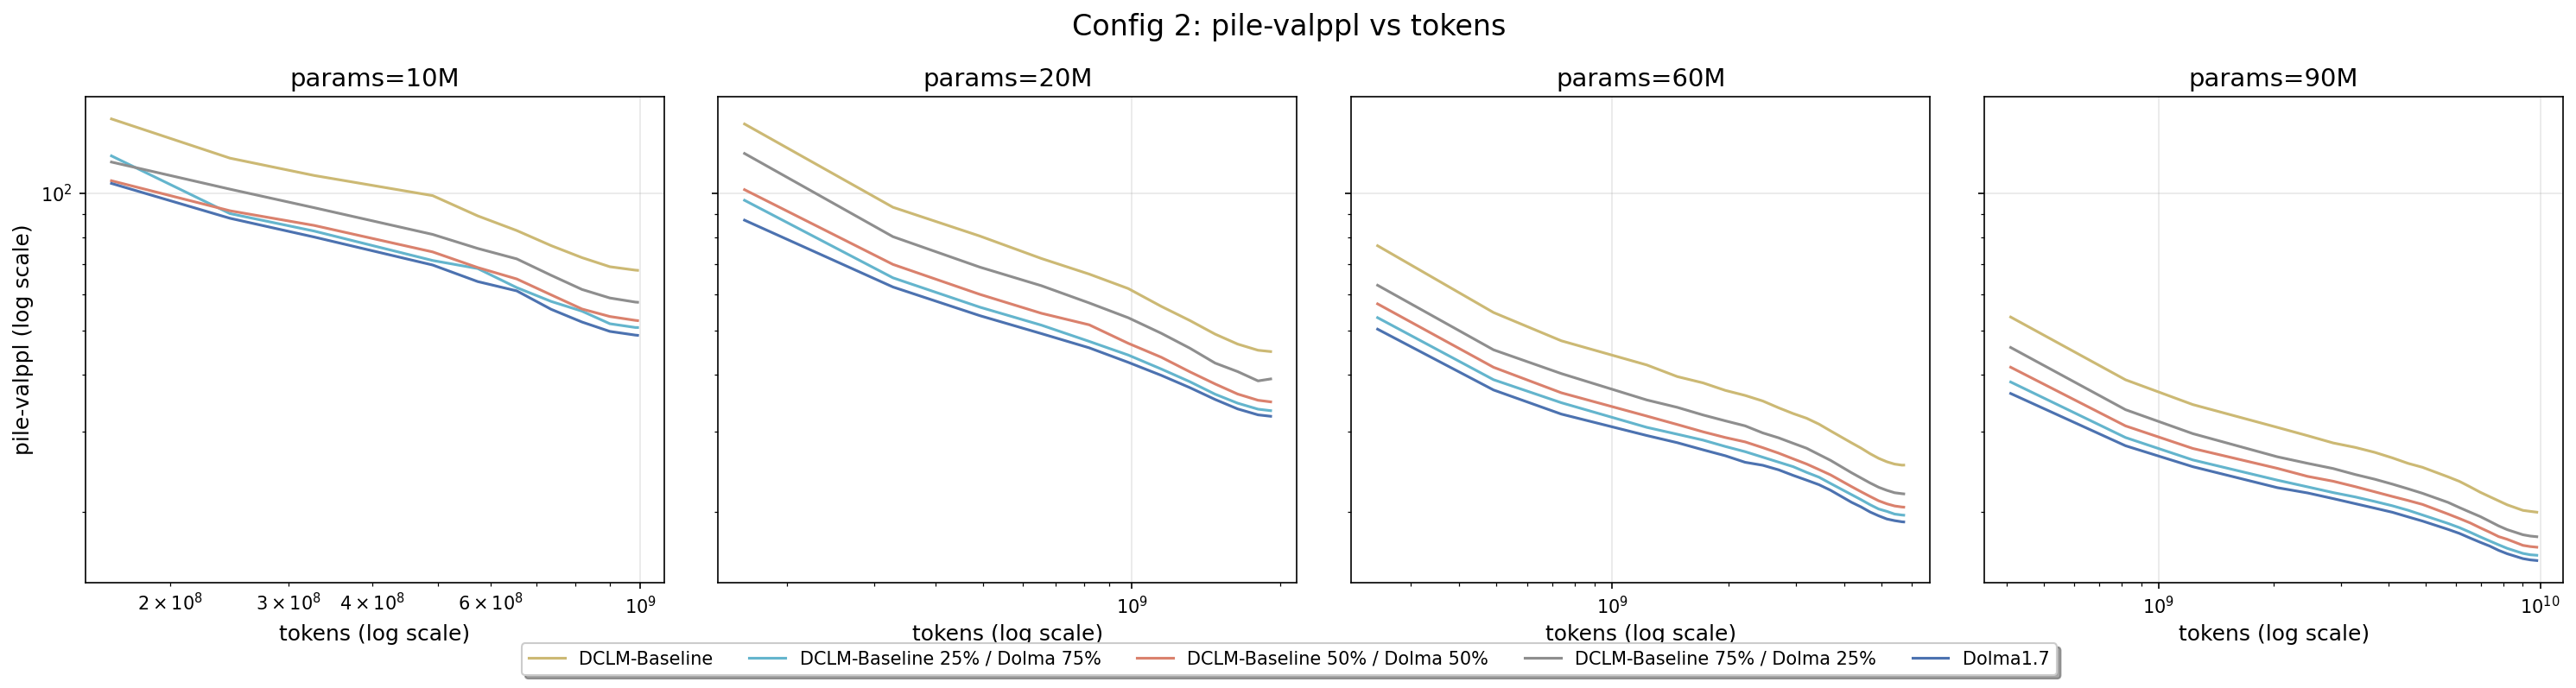 Config 2: pile-valppl vs tokens
params=10M
params=20M
params=60M
params=90M
pile-valppl (log scale)
10²
2 × 10⁸
3 × 10⁸
4 × 10⁸
6 × 10⁸
10⁹
10⁹
10⁹
10⁹
10¹⁰
tokens (log scale)
tokens (log scale)
tokens (log scale)
tokens (log scale)
DCLM-Baseline
DCLM-Baseline 25% / Dolma 75%
DCLM-Baseline 50% / Dolma 50%
DCLM-Baseline 75% / Dolma 25%
Dolma1.7